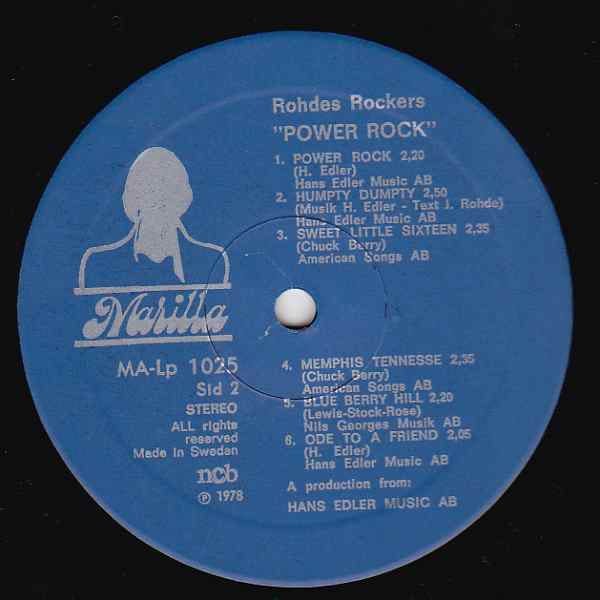 Rohdes Rockers
"POWER ROCK"
1. POWER ROCK 2,20
(H. Edler)
Hans Edler Music AB
2. HUMPTY DUMPTY 2,50
(Musik H. Edler - Text J. Rohde)
Hans Edler Music AB
3. SWEET LITTLE SIXTEEN 2,35
(Chuck Berry)
American Songs AB
Marilla
MA-Lp 1025
Sid 2
STEREO
ALL rights
reserved
Made in Sweden
ncb
℗ 1978
4. MEMPHIS TENNESSE 2,35
(Chuck Berry)
American Songs AB
5. BLUE BERRY HILL 2,20
(Lewis-Stock-Rose)
Nils Georges Musik AB
6. ODE TO A FRIEND 2,05
(H. Edler)
Hans Edler Music AB
A production from:
HANS EDLER MUSIC AB